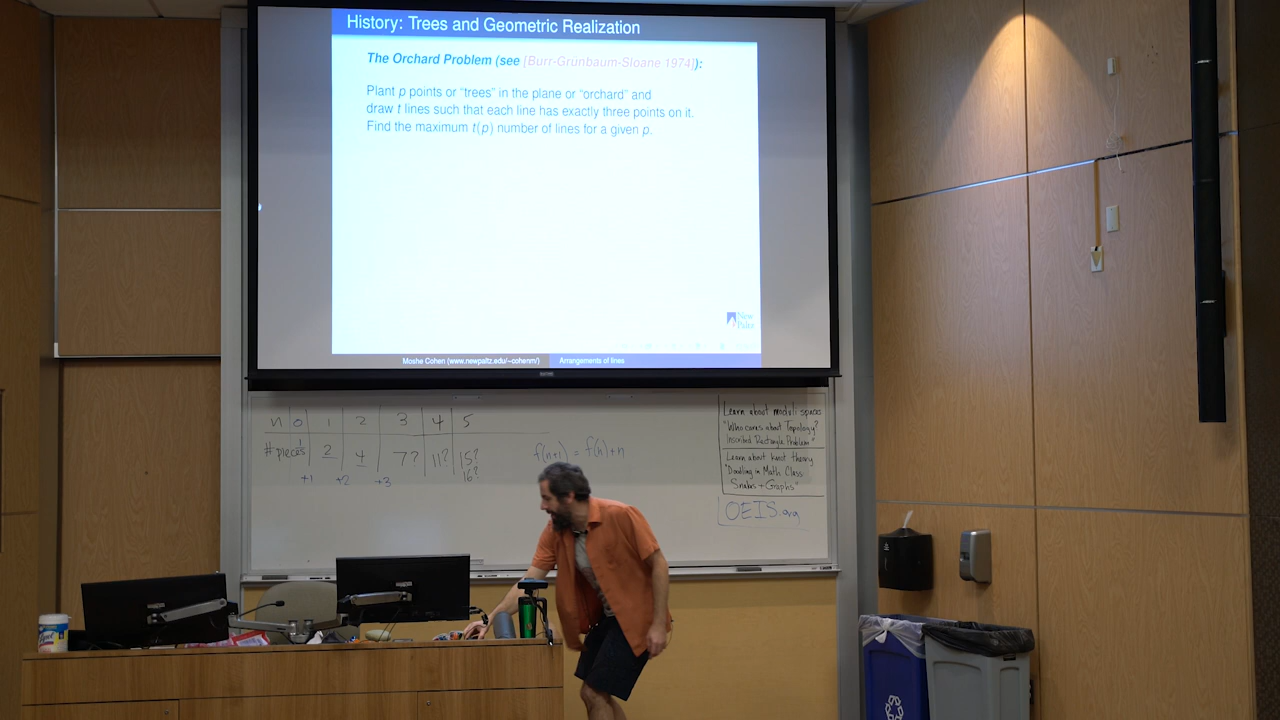 History: Trees and Geometric Realization
The Orchard Problem (see [Burr-Grünbaum-Sloane 1974]):
Plant p points or “trees” in the plane or “orchard” and
draw t lines such that each line has exactly three points on it.
Find the maximum t(p) number of lines for a given p.
New
Paltz
Moshe Cohen (www.newpaltz.edu/~cohenm/) Arrangements of lines
n 0 1 2 3 4 5
#pieces 1 2 4 7? 11? 15?
16?
+1 +2 +3
f(n+1) = f(n)+n
Learn about moduli spaces
"Who cares about Topology?
Inscribed Rectangle Problem"
Learn about knot theory
"Doodling in Math Class:
Snakes + Graphs"
OEIS.org